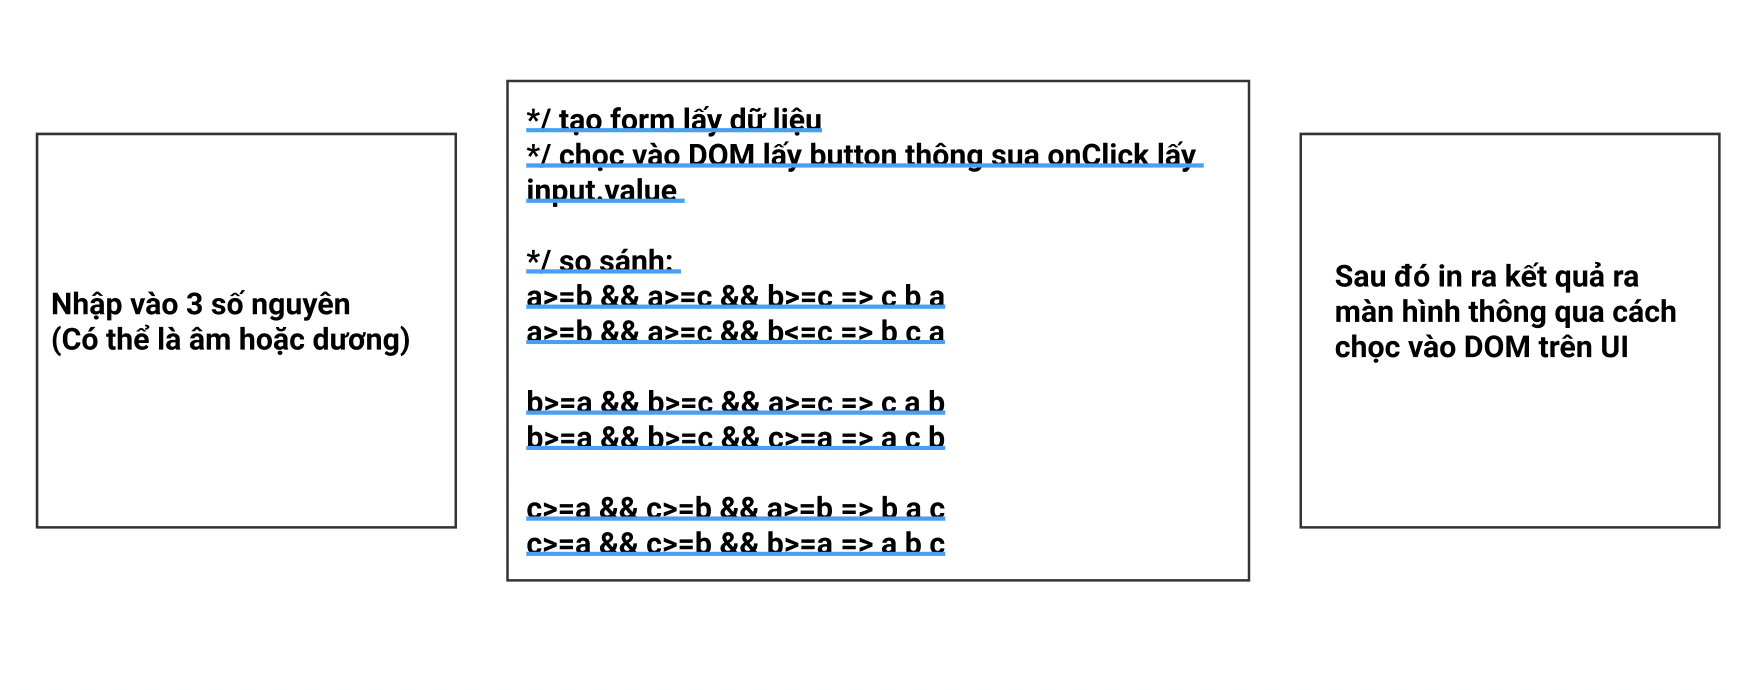 Nhập vào 3 số nguyên
(Có thể là âm hoặc dương)
*/ tạo form lấy dữ liệu
*/ chọc vào DOM lấy button thông sua onClick lấy
input.value
*/ so sánh:
a>=b && a>=c && b>=c => c b a
a>=b && a>=c && b<=c => b c a
b>=a && b>=c && a>=c => c a b
b>=a && b>=c && c>=a => a c b
c>=a && c>=b && a>=b => b a c
c>=a && c>=b && b>=a => a b c
Sau đó in ra kết quả ra
màn hình thông qua cách
chọc vào DOM trên UI